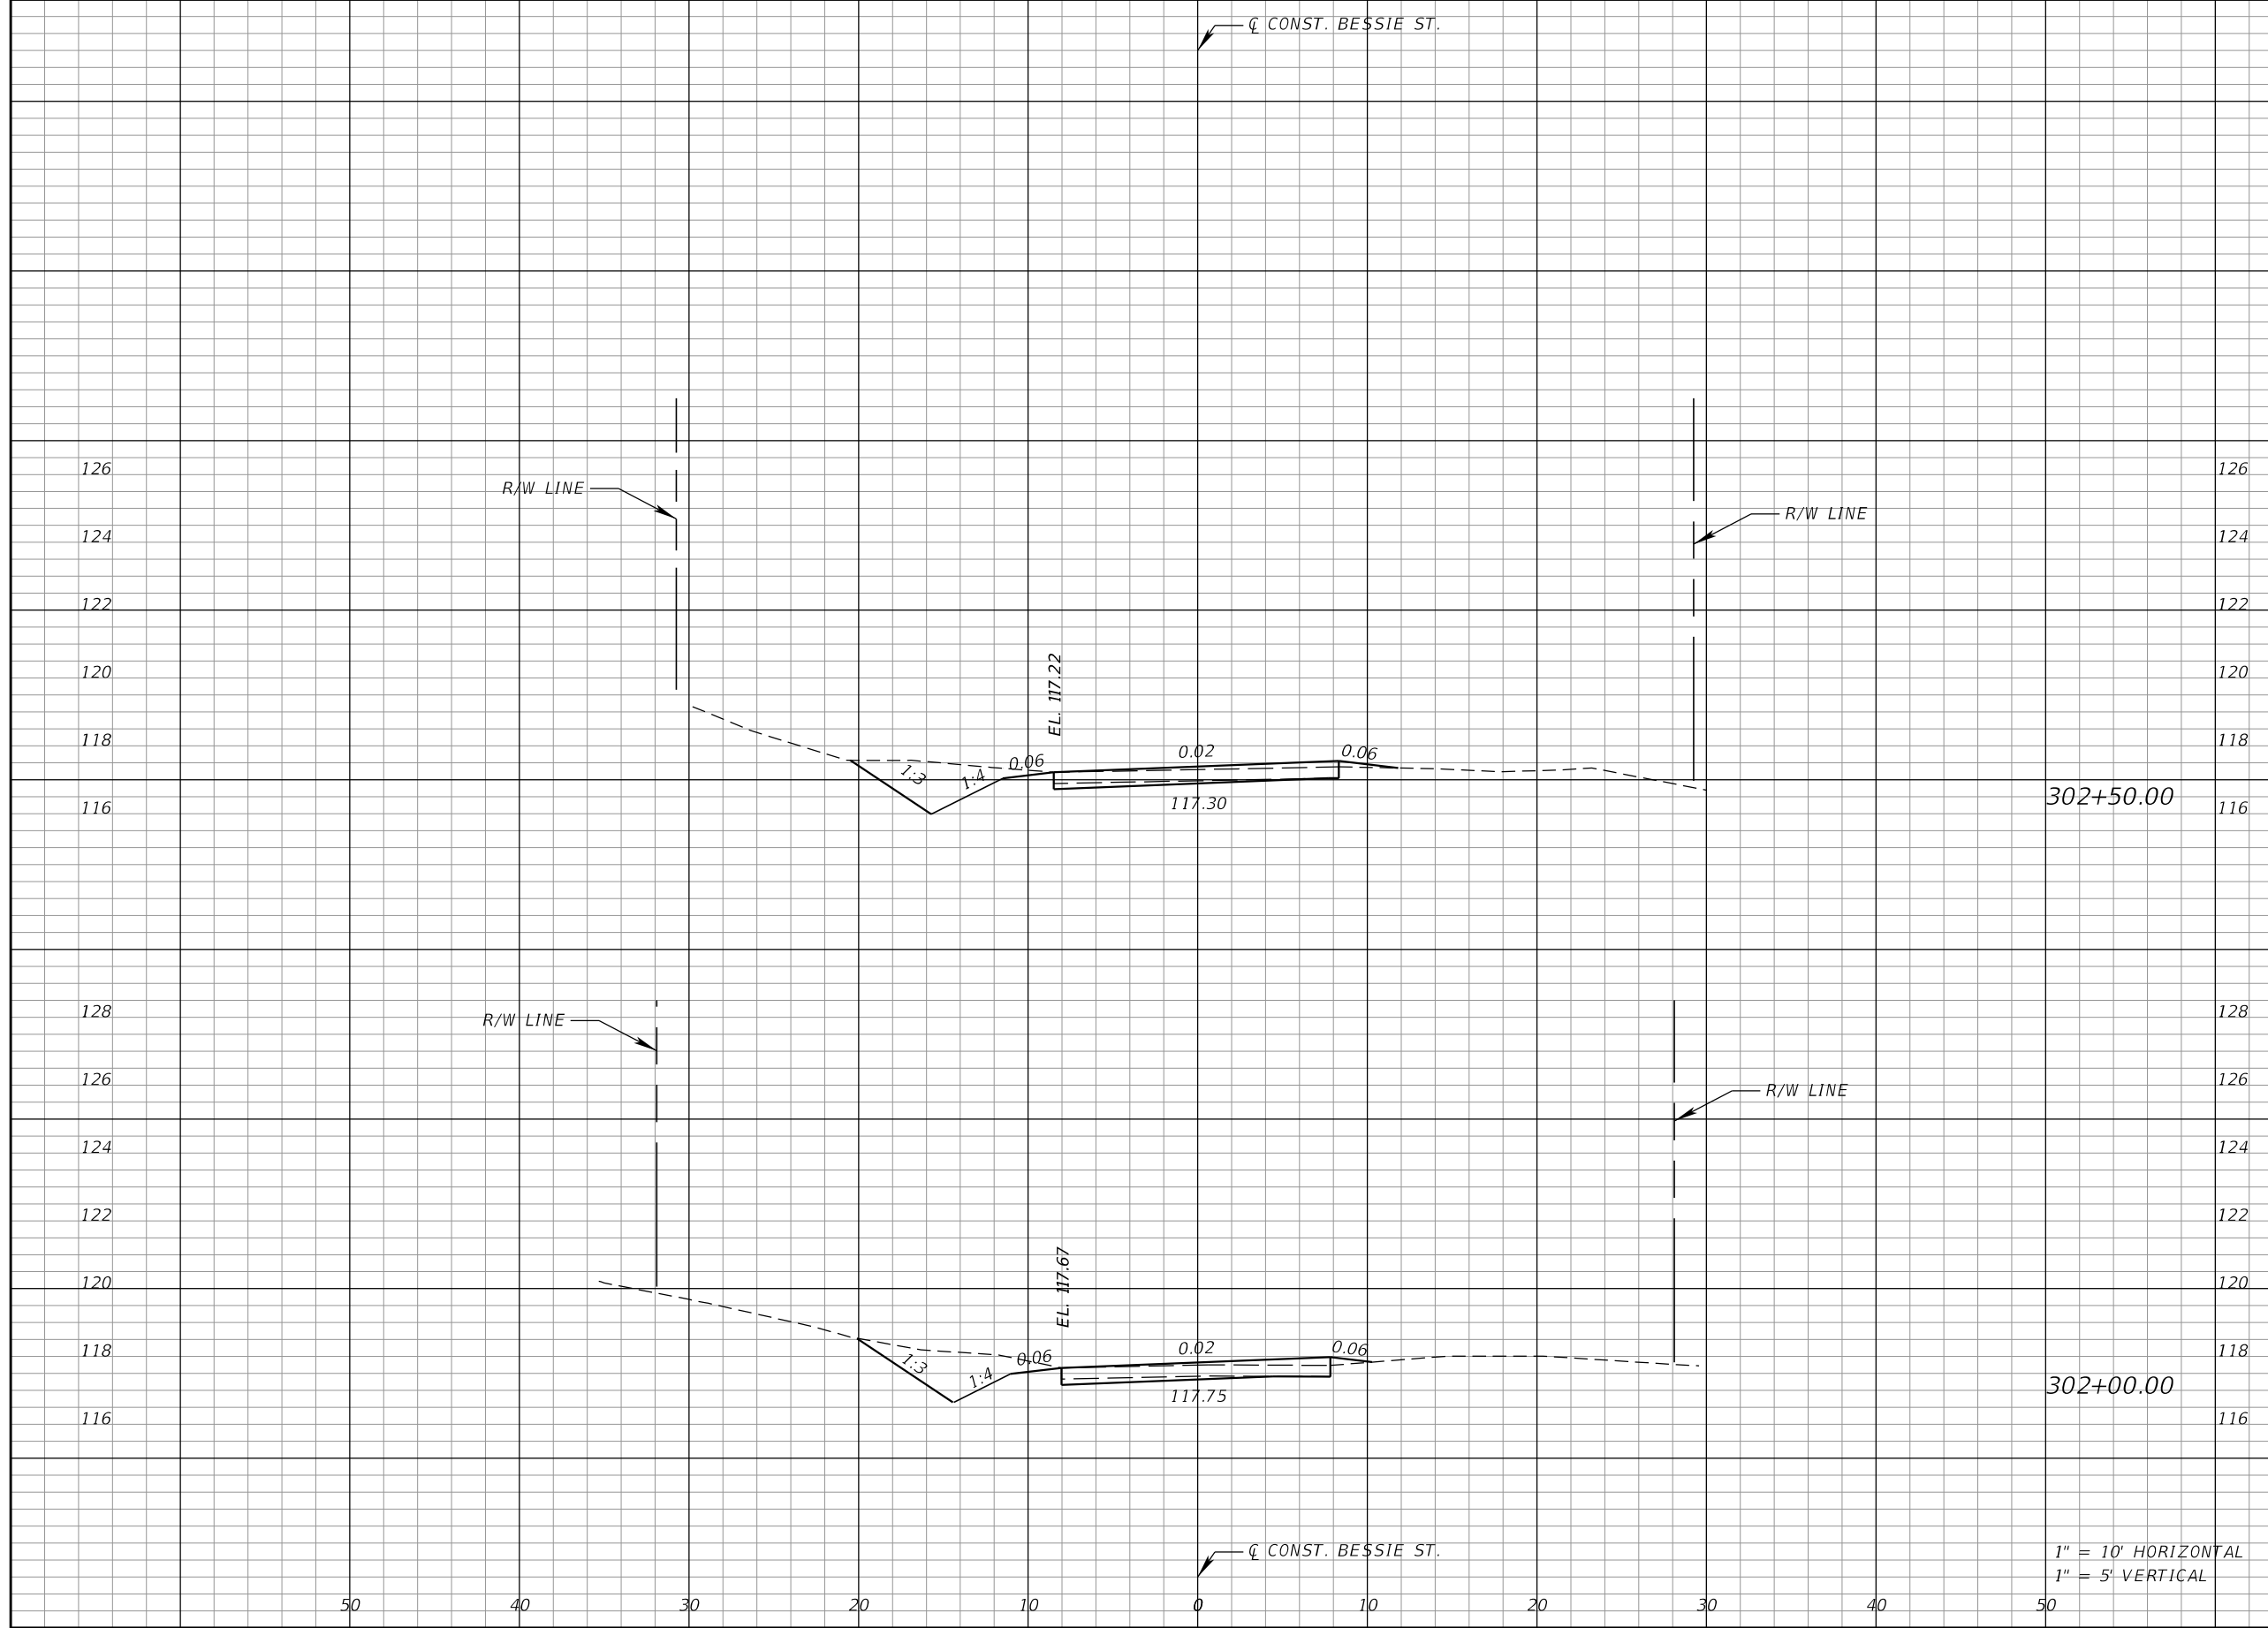 ℄ CONST. BESSIE ST.
126 126
R/W LINE
R/W LINE
124 124
122 122
EL. 117.22
120 120
118 0.02 0.06 118
1:3 1:4 0.06
117.30
302+50.00
116 116
128 128
R/W LINE
126 126
R/W LINE
124 124
122 122
EL. 117.67
120 120
118 0.02 0.06 118
1:3 1:4 0.06
302+00.00
117.75
116 116
℄ CONST. BESSIE ST.
1" = 10' HORIZONTAL
1" = 5' VERTICAL
50 40 30 20 10 0 10 20 30 40 50